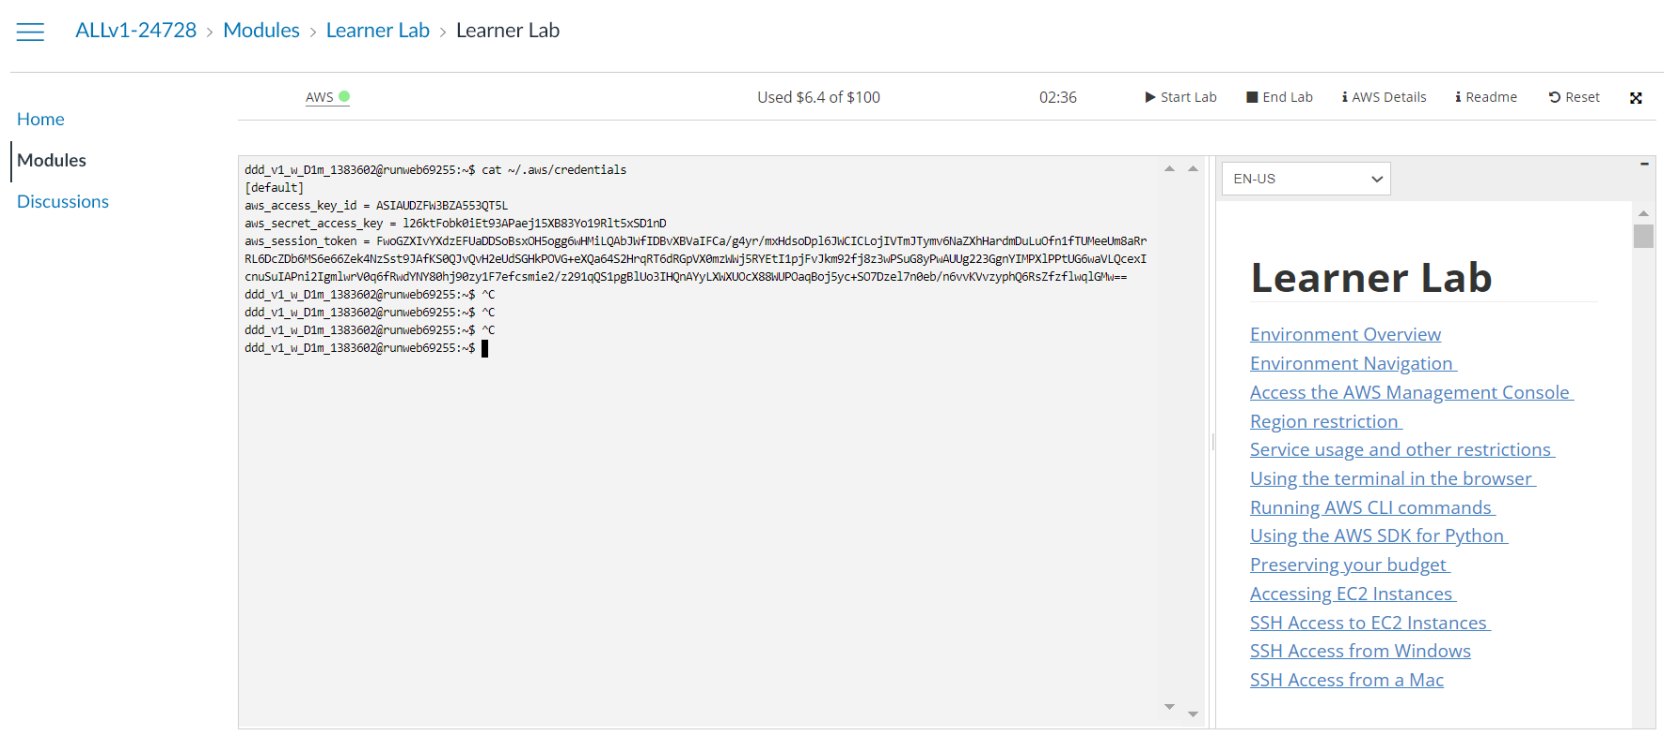 ALLv1-24728 > Modules > Learner Lab > Learner Lab
AWS Used $6.4 of $100 02:36 Start Lab End Lab AWS Details Readme Reset
Home
Modules
Discussions
ddd_v1_w_D1m_1383602@runweb69255:~$ cat ~/.aws/credentials
[default]
aws_access_key_id = ASIAUDZFW3BZA553QT5L
aws_secret_access_key = l26ktFobk0iEt93APaej15XB83Yo19Rlt5xSD1nD
aws_session_token = FwoGZXIvYXdzEFUaDDSoBsxOH5ogg6wHMiLQAbJWfIDBvXBVaIFCa/g4yr/mxHdsoDpl6JWCICLojIVTmJTymv6NaZXhHardmDuLuOfn1fTUMeeUm8aRr
RL6DcZDb6MS6e66Zek4NzSst9JAfKS0QJvQvH2eUdSGHkPOVG+eXQa64S2HrqRT6dRGpVX0mzWWj5RYEtI1pjFvJkm92fj8z3wPSuG8yPwAUUg223GgnYIMPXlPPtUG6waVLQcexI
cnuSuIAPni2IgmlwrV0q6fRwdYNY80hj90zy1F7efcsmie2/z291qQS1pgBlUo3IHQnAYyLXWXUOcX88WUPOaqBoj5yc+SO7Dzel7n0eb/n6vvKVvzyphQ6RsZfzflwqlGMw==
ddd_v1_w_D1m_1383602@runweb69255:~$ ^C
ddd_v1_w_D1m_1383602@runweb69255:~$ ^C
ddd_v1_w_D1m_1383602@runweb69255:~$ ^C
ddd_v1_w_D1m_1383602@runweb69255:~$
EN-US
Learner Lab
Environment Overview
Environment Navigation
Access the AWS Management Console
Region restriction
Service usage and other restrictions
Using the terminal in the browser
Running AWS CLI commands
Using the AWS SDK for Python
Preserving your budget
Accessing EC2 Instances
SSH Access to EC2 Instances
SSH Access from Windows
SSH Access from a Mac